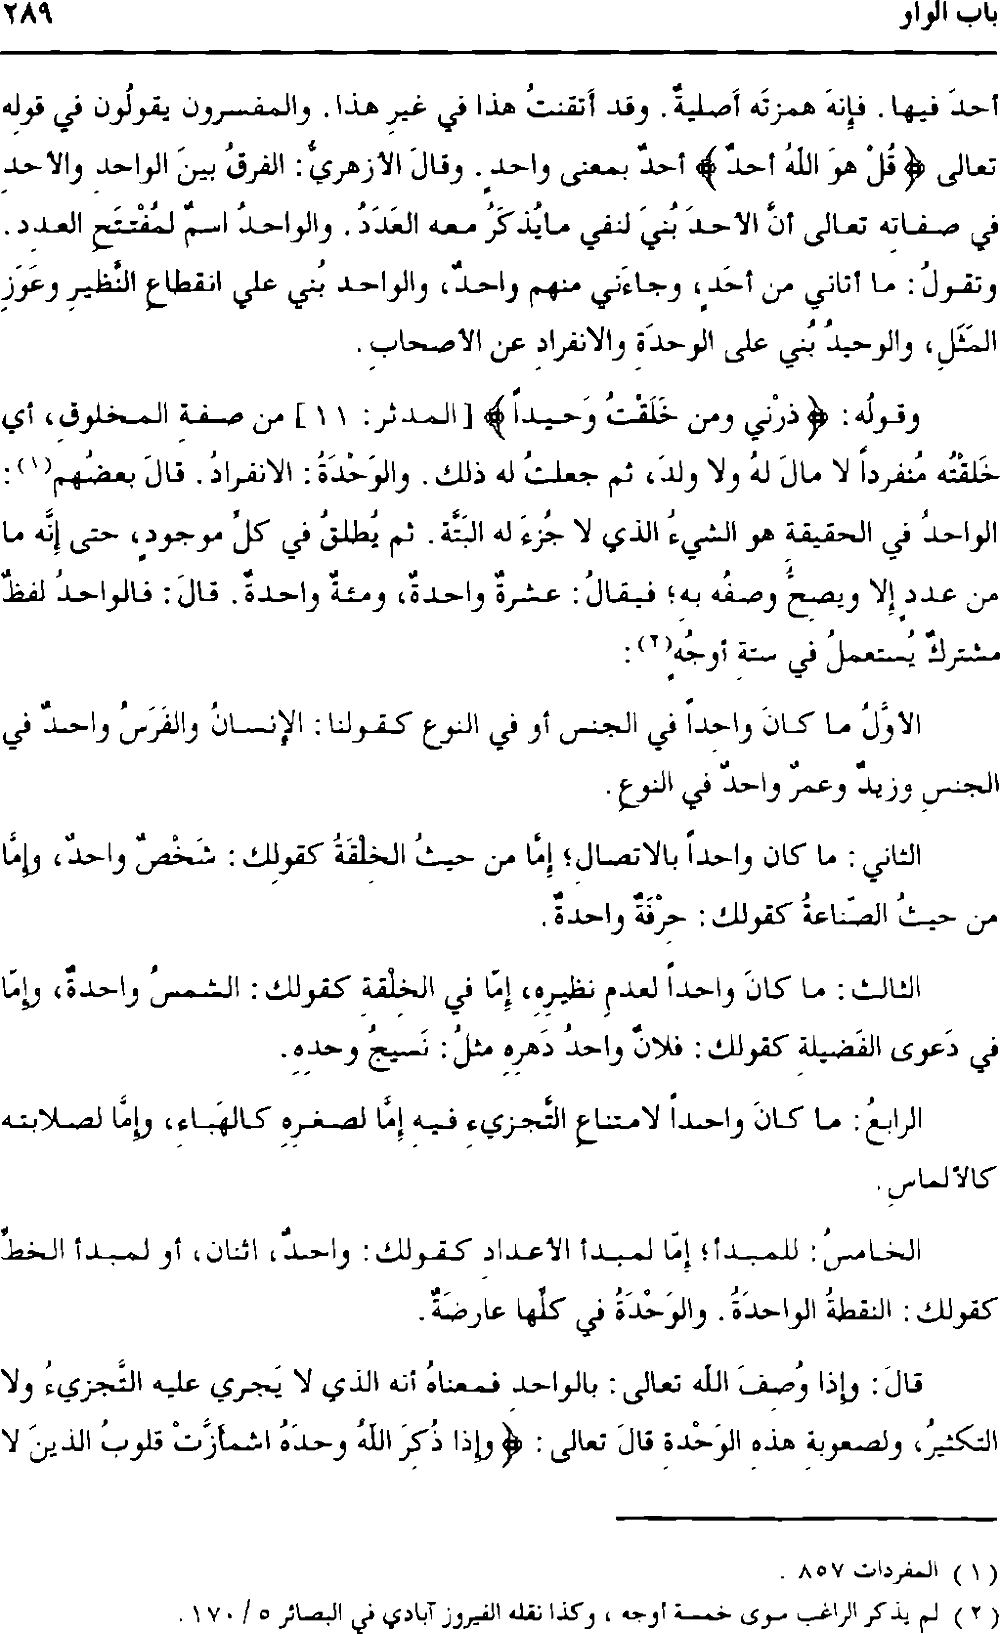 باب الواو ٢٨٩
أحدَ فيها. فإنهَ همزتَه أَصليةٌ. وقد أَتقنتُ هذا في غيرِ هذا. والمفسرون يقولُون في قولِه
تعالى ﴿ قُلْ هوَ اللَّهُ أحدٌ ﴾ أحدٌ بمعنى واحدٍ. وقالَ الأزهريُّ: الفرقُ بينَ الواحدِ والأحدِ
في صفاته تعالى أنَّ الأحدَ بُنيَ لنفي مايُذكَرُ معه العَدَدُ. والواحدُ اسمٌ لمُفْتتَحِ العددِ.
وتقولُ: ما أتاني من أحَدٍ، وجاءَني منهم واحدٌ، والواحد بُني علي انقطاعِ النَّظيرِ وعَوَزِ
المَثَلِ، والوحيدُ بُني على الوحدَةِ والانفرادِ عن الأصحابِ.
وقولُه: ﴿ ذرْني ومن خَلَقْتُ وَحيداً ﴾ [ المدثر: ١١ ] من صفةِ المخلوقِ، أي
خَلقْتُه مُنفرداً لا مالَ لهُ ولا ولدَ، ثم جعلتُ له ذلك. والوَحْدَةُ: الانفرادُ. قالَ بعضُهم(١):
الواحدُ في الحقيقةِ هو الشيءُ الذي لا جُزءَ له البَتَّة. ثم يُطلقُ في كلِّ موجودٍ، حتى إنَّه ما
من عددٍ إلا ويصحُّ وصفُه بهِ؛ فيقالُ: عشرةٌ واحدةٌ، ومئةٌ واحدةٌ. قالَ: فالواحدُ لفظٌ
مشتركٌ يُستعملُ في ستةِ أوجُهٍ(٢):
الأوَّلُ ما كانَ واحِداً في الجنسِ أو في النوعِ كقولنا: الإنسانُ والفَرَسُ واحدٌ في
الجنسِ وزيدٌ وعمرٌ واحدٌ في النوعِ.
الثاني: ما كان واحداً بالاتصالِ؛ إمَّا من حيثُ الخلْقَةُ كقولِك: شَخْصٌ واحدٌ، وإمَّا
من حيثُ الصّناعةُ كقولك: حِرْفَةٌ واحدةٌ.
الثالث: ما كانَ واحداً لعدمِ نظيرِهِ، إمّا في الخلْقةِ كقولك: الشمسُ واحدةٌ، وإمّا
في دَعوى الفَضيلةِ كقولك: فلانٌ واحدُ دَهرِهِ مثلُ: نَسيجُ وحدِهِ.
الرابعُ: ما كانَ واحداً لامتناعِ التَّجزيءِ فيهِ إمَّا لصغرِهِ كالهَباءِ، وإمَّا لصلابته
كالألماسِ.
الخامسُ: للمبدأ؛ إمّا لمبدأ الأعدادِ كقولك: واحدٌ، اثنان، أو لمبدأ الخطِّ
كقولك: النقطةُ الواحدَةُ. والوَحْدَةُ في كلِّها عارضَةٌ.
قالَ: وإذا وُصِفَ اللَّه تعالى: بالواحدِ فمعناهُ أنه الذي لا يَجري عليه التَّجزيءُ ولا
التكثيرُ، ولصعوبةِ هذهِ الوَحْدةِ قالَ تعالى: ﴿ وإذا ذُكِرَ اللَّهُ وحدَهُ اشمأزَّتْ قلوبُ الذينَ لا
(١) المفردات ٨٥٧ .
(٢) لم يذكر الراغب سوى خمسة أوجه ، وكذا نقله الفيروز آبادي في البصائر ٥ / ١٧٠ .